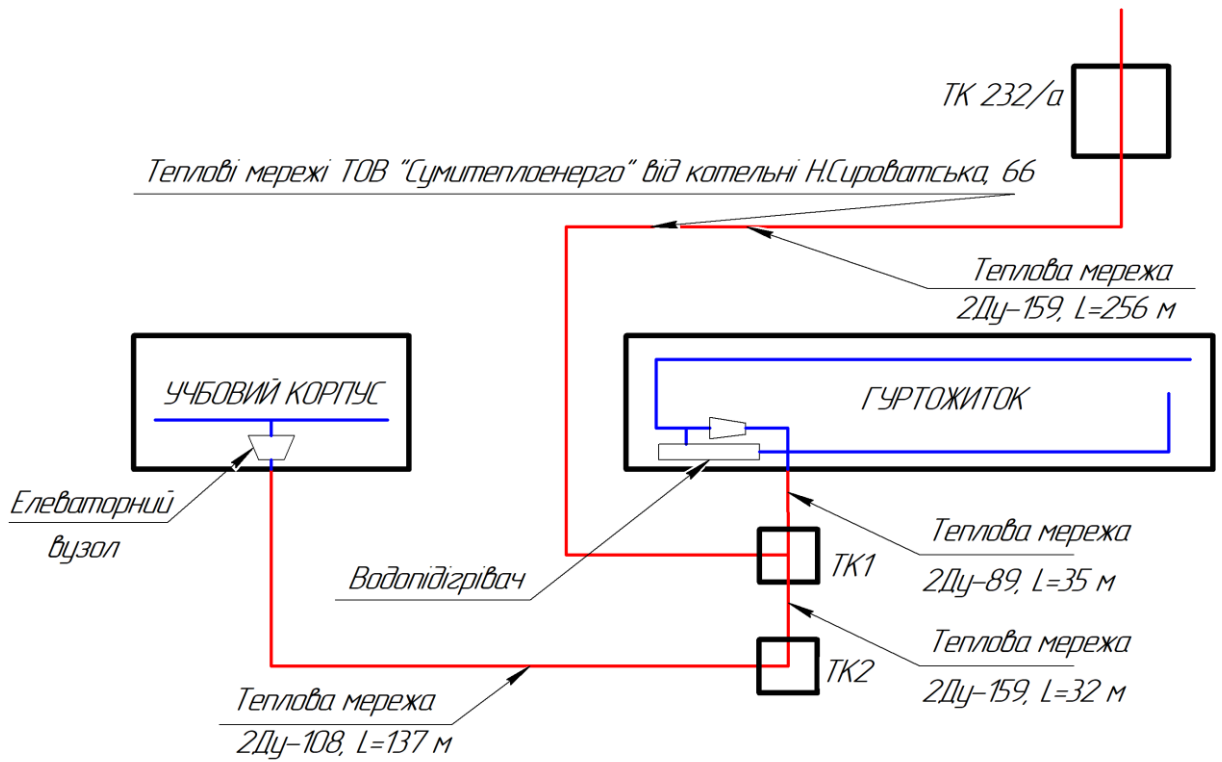 ТК 232/а
Теплові мережі ТОВ "Сумитеплоенерго" від котельні Н.Сироватська, 66
Теплова мережа
2Ду-159, L=256 м
УЧБОВИЙ КОРПУС
ГУРТОЖИТОК
Елеваторний
вузол
Водопідігрівач
ТК1
Теплова мережа
2Ду-89, L=35 м
Теплова мережа
2Ду-159, L=32 м
ТК2
Теплова мережа
2Ду-108, L=137 м